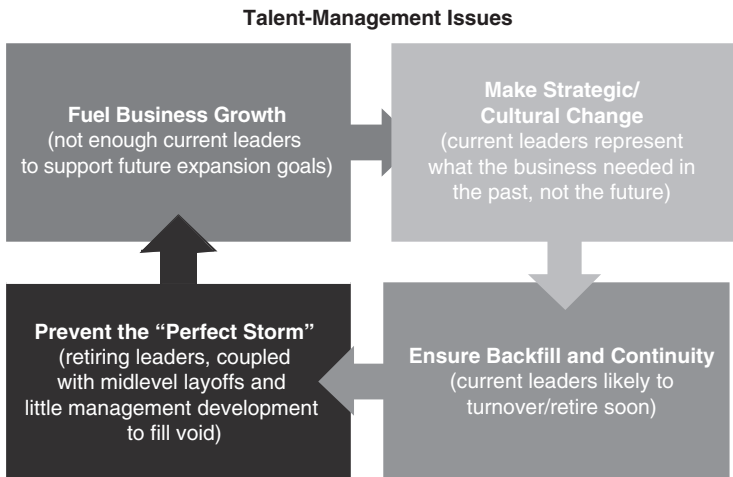 Talent-Management Issues
Fuel Business Growth
(not enough current leaders
to support future expansion goals)
Make Strategic/
Cultural Change
(current leaders represent
what the business needed in
the past, not the future)
Prevent the “Perfect Storm”
(retiring leaders, coupled
with midlevel layoffs and
little management development
to fill void)
Ensure Backfill and Continuity
(current leaders likely to
turnover/retire soon)